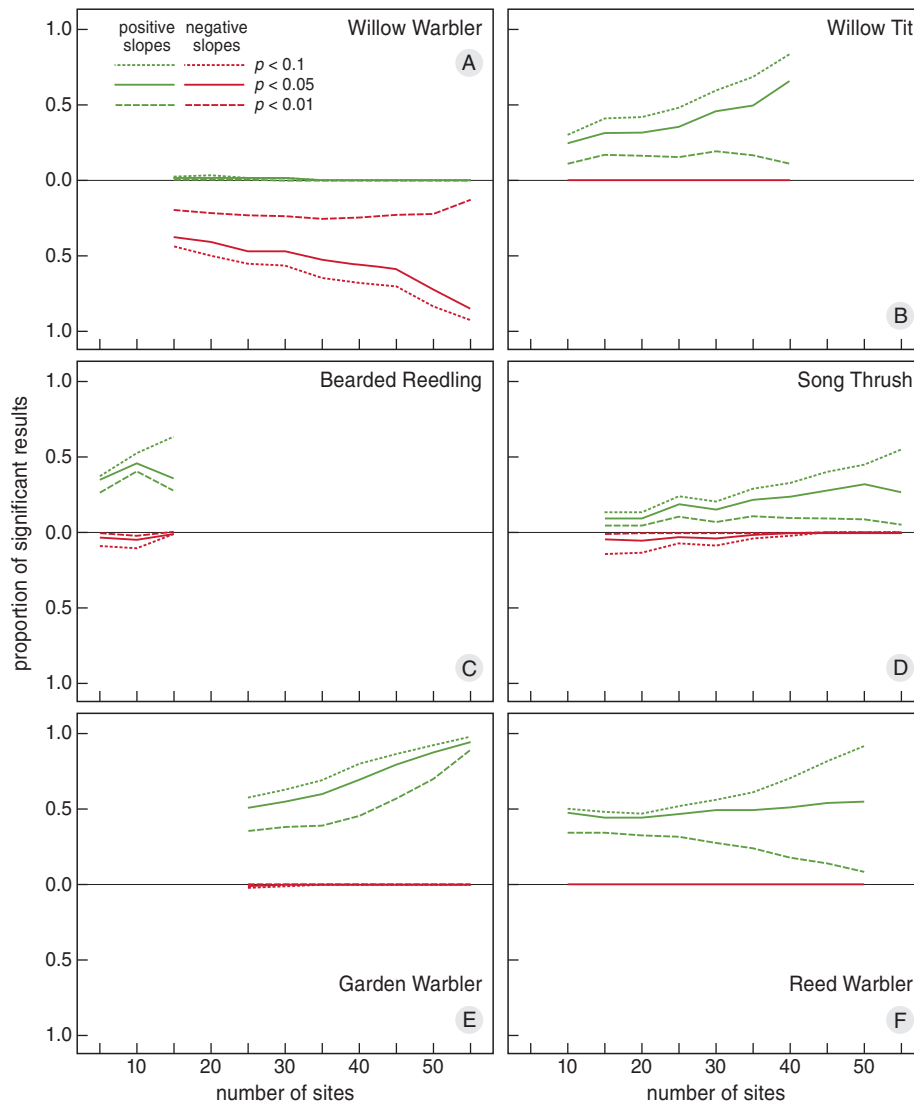 1.0
0.5
0.0
0.5
1.0
positive negative
slopes slopes
p < 0.1
p < 0.05
p < 0.01
Willow Warbler
A
Willow Tit
B
1.0
0.5
0.0
0.5
1.0
Bearded Reedling
C
Song Thrush
D
proportion of significant results
1.0
0.5
0.0
0.5
1.0
Garden Warbler
E
Reed Warbler
F
10 20 30 40 50
10 20 30 40 50
number of sites
number of sites